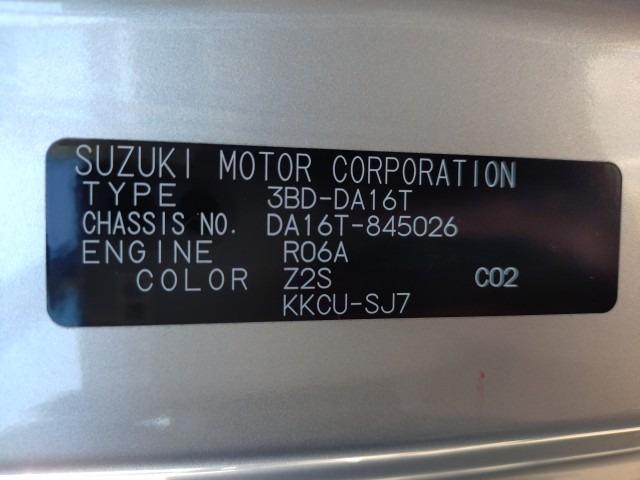 SUZUKI MOTOR CORPORATION
TYPE 3BD-DA16T
CHASSIS NO. DA16T-845026
ENGINE R06A
COLOR Z2S C02
KKCU-SJ7